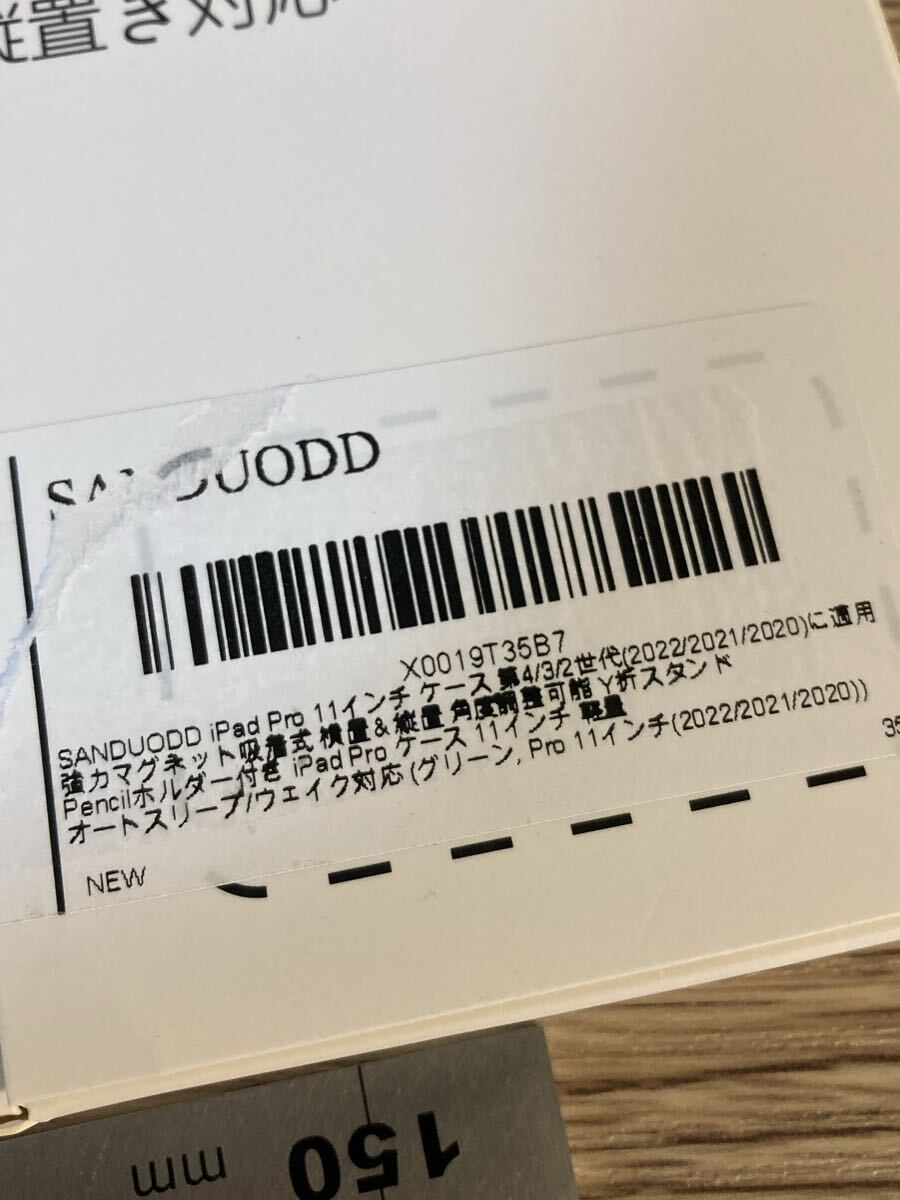 縦置き対応
SANDUODD
X0019T35B7
SANDUODD iPad Pro 11インチ ケース 第4/3/2世代(2022/2021/2020)に適用
強力マグネット吸着式 横置&縦置 角度調整可能 Y折スタンド
Pencilホルダー付き iPad Pro ケース 11インチ 軽量
オートスリープ/ウェイク対応 (グリーン, Pro 11インチ(2022/2021/2020))
35
NEW
150
mm